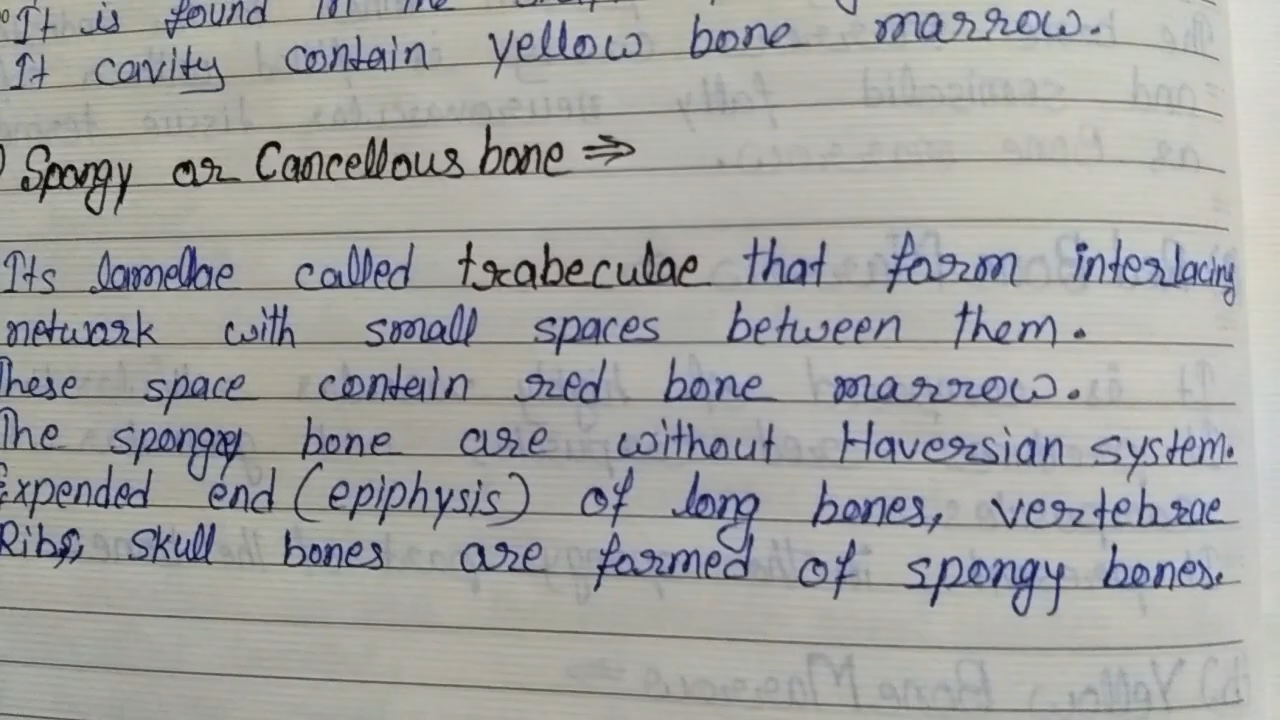 It is found in the
It cavity contain yellow bone marrow.
Spongy or Cancellous bone ⇒
Its lamellae called trabeculae that form interlacing
network with small spaces between them.
These space contain red bone marrow.
The spongy bone are without Haversian system.
Expended end (epiphysis) of long bones, vertebrae
Ribs, skull bones are formed of spongy bones.